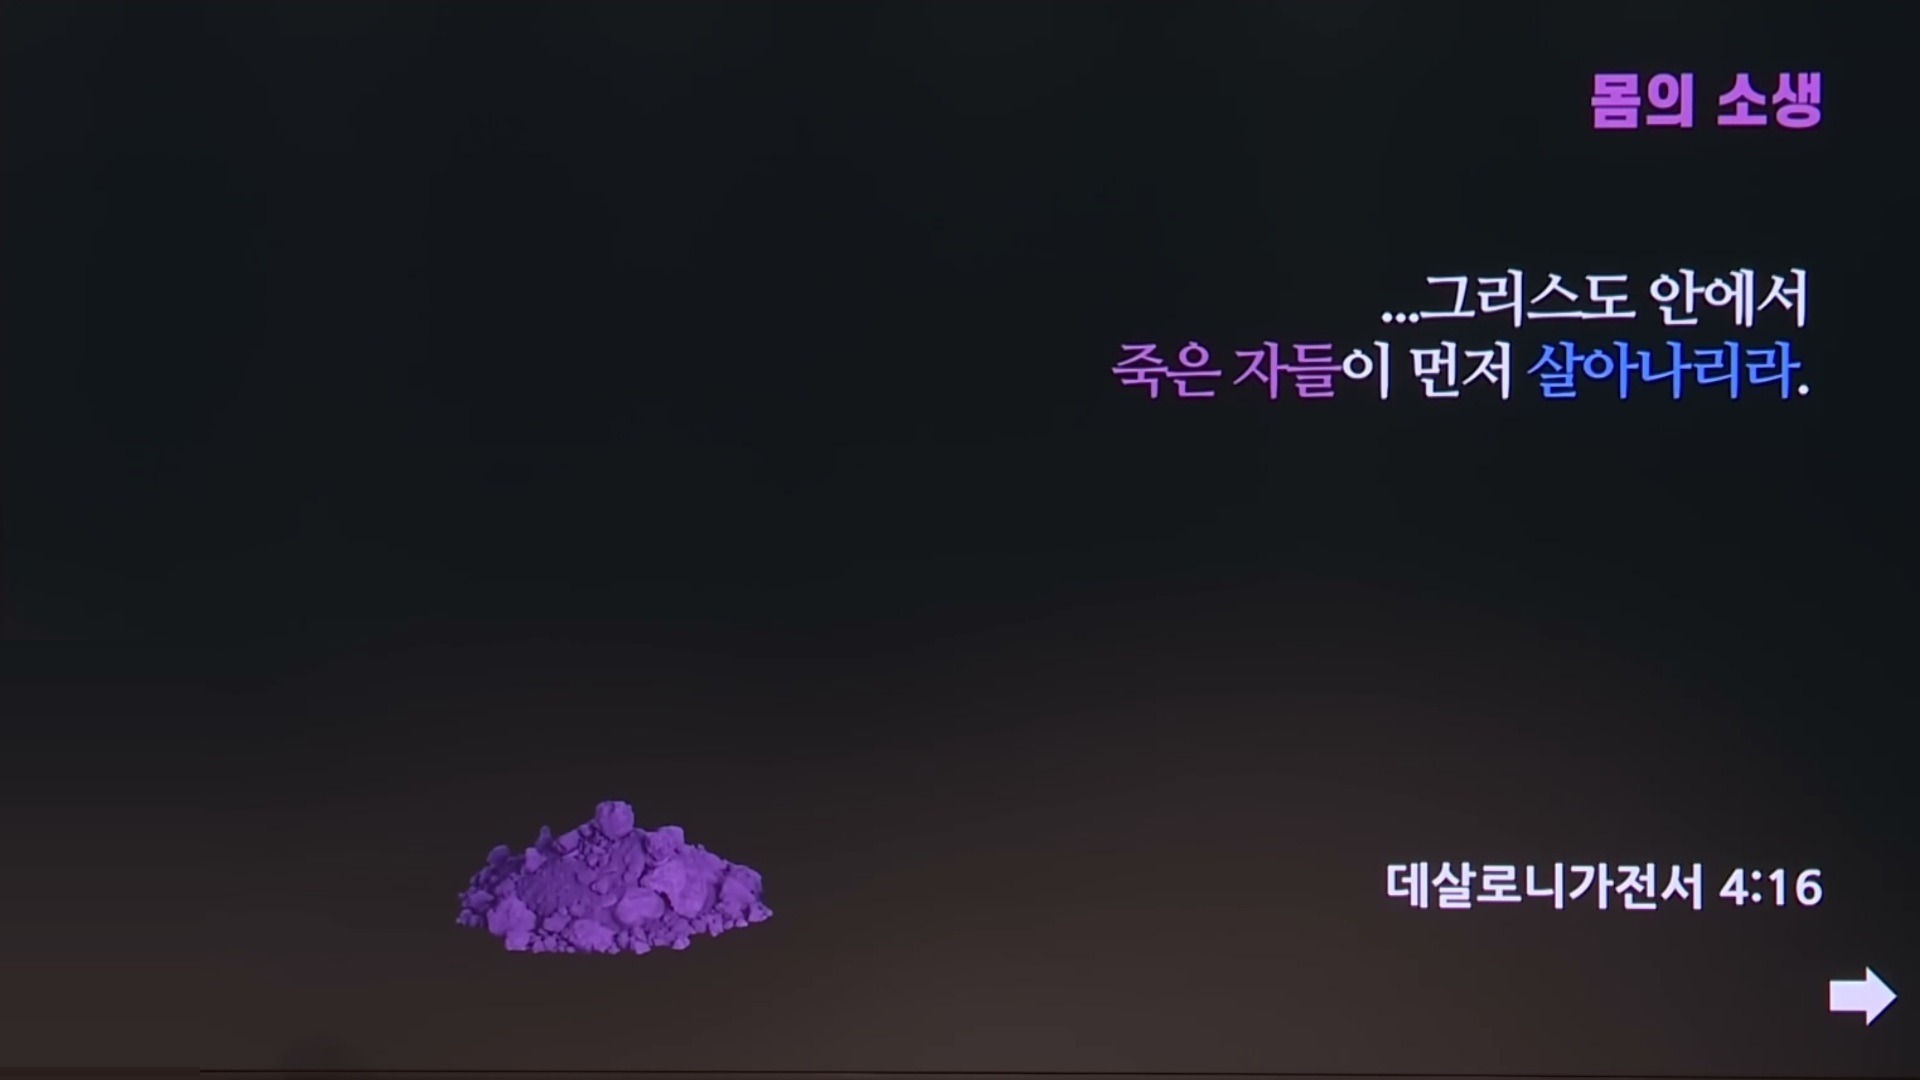 몸의 소생
...그리스도 안에서
죽은 자들이 먼저 살아나리라.
데살로니가전서 4:16